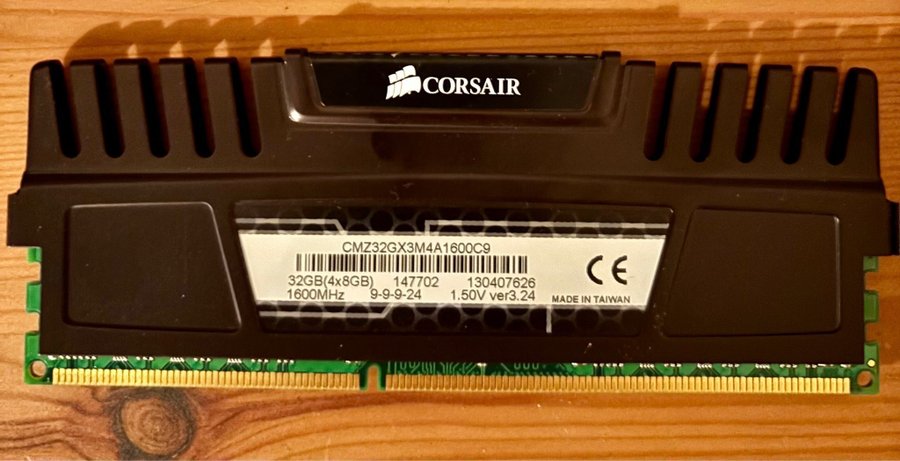 CORSAIR
CMZ32GX3M4A1600C9
32GB(4x8GB) 147702 130407626
1600MHz 9-9-9-24 1.50V ver3.24
CE
MADE IN TAIWAN